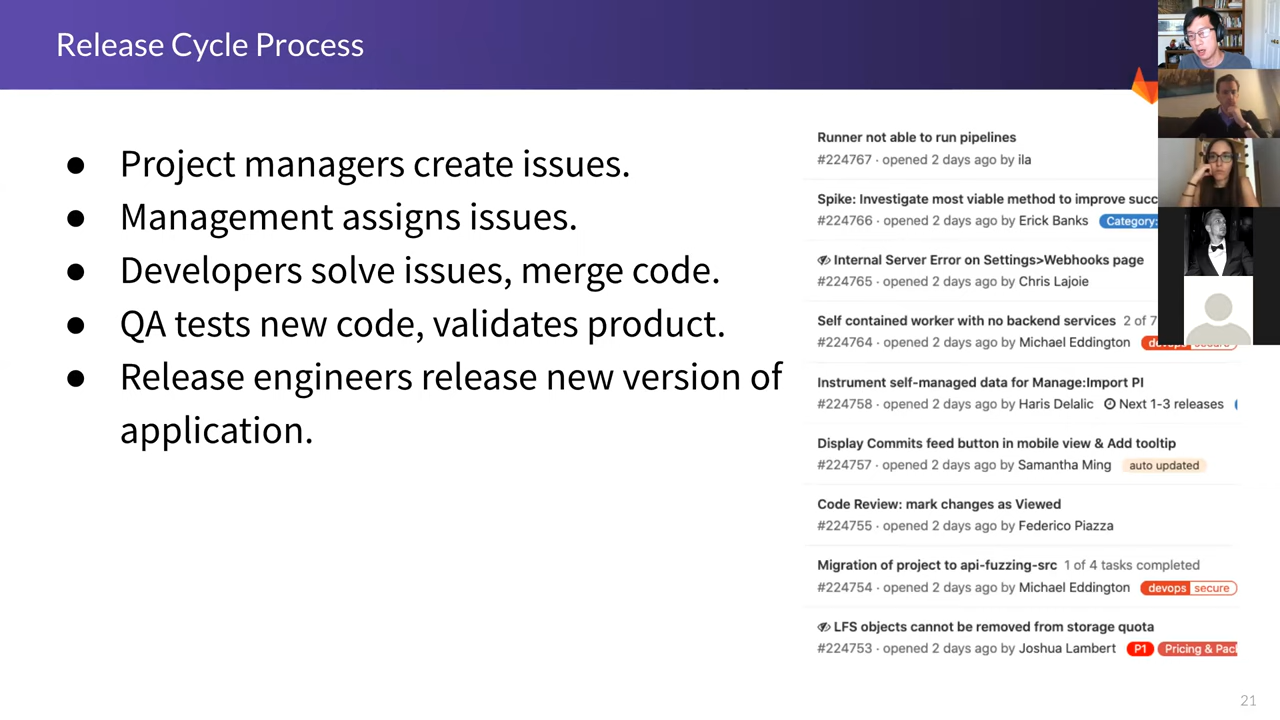 Release Cycle Process
● Project managers create issues.
● Management assigns issues.
● Developers solve issues, merge code.
● QA tests new code, validates product.
● Release engineers release new version of
application.
Runner not able to run pipelines
#224767 · opened 2 days ago by ila
Spike: Investigate most viable method to improve succ
#224766 · opened 2 days ago by Erick Banks Category:
Internal Server Error on Settings>Webhooks page
#224765 · opened 2 days ago by Chris Lajoie
Self contained worker with no backend services 2 of 7
#224764 · opened 2 days ago by Michael Eddington devops secure
Instrument self-managed data for Manage:Import PI
#224758 · opened 2 days ago by Haris Delalic Next 1-3 releases
Display Commits feed button in mobile view & Add tooltip
#224757 · opened 2 days ago by Samantha Ming auto updated
Code Review: mark changes as Viewed
#224755 · opened 2 days ago by Federico Piazza
Migration of project to api-fuzzing-src 1 of 4 tasks completed
#224754 · opened 2 days ago by Michael Eddington devops secure
LFS objects cannot be removed from storage quota
#224753 · opened 2 days ago by Joshua Lambert P1 Pricing & Pack
21